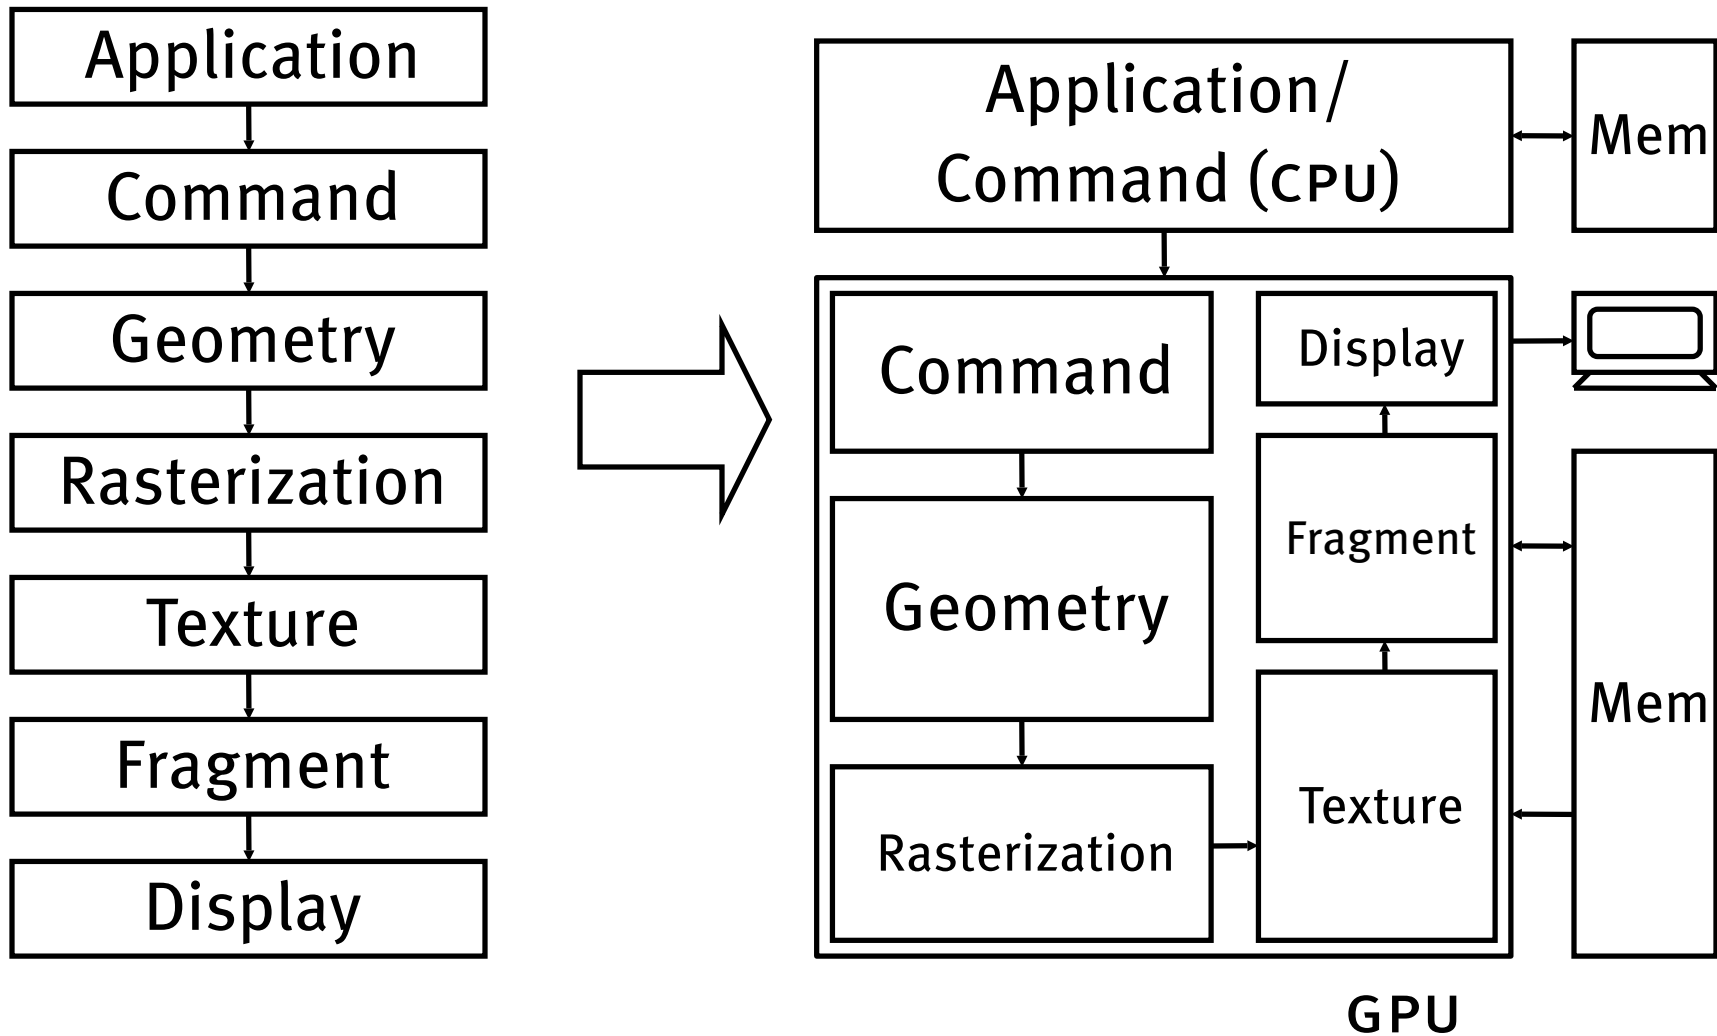 Application
Command
Geometry
Rasterization
Texture
Fragment
Display
Application/
Command (CPU)
Mem
Command
Geometry
Rasterization
Display
Fragment
Texture
Mem
GPU